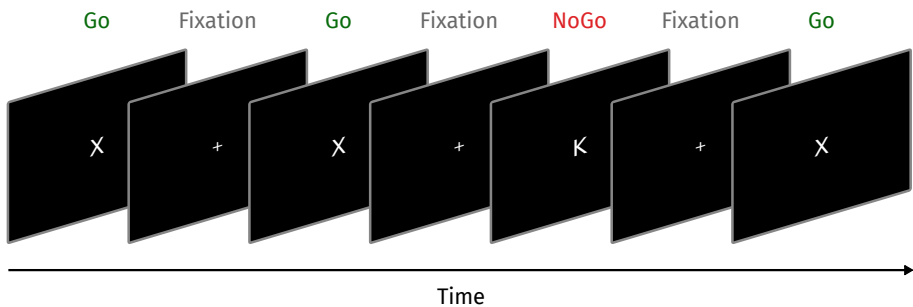 Go Fixation Go Fixation NoGo Fixation Go
X + X + K + X
Time